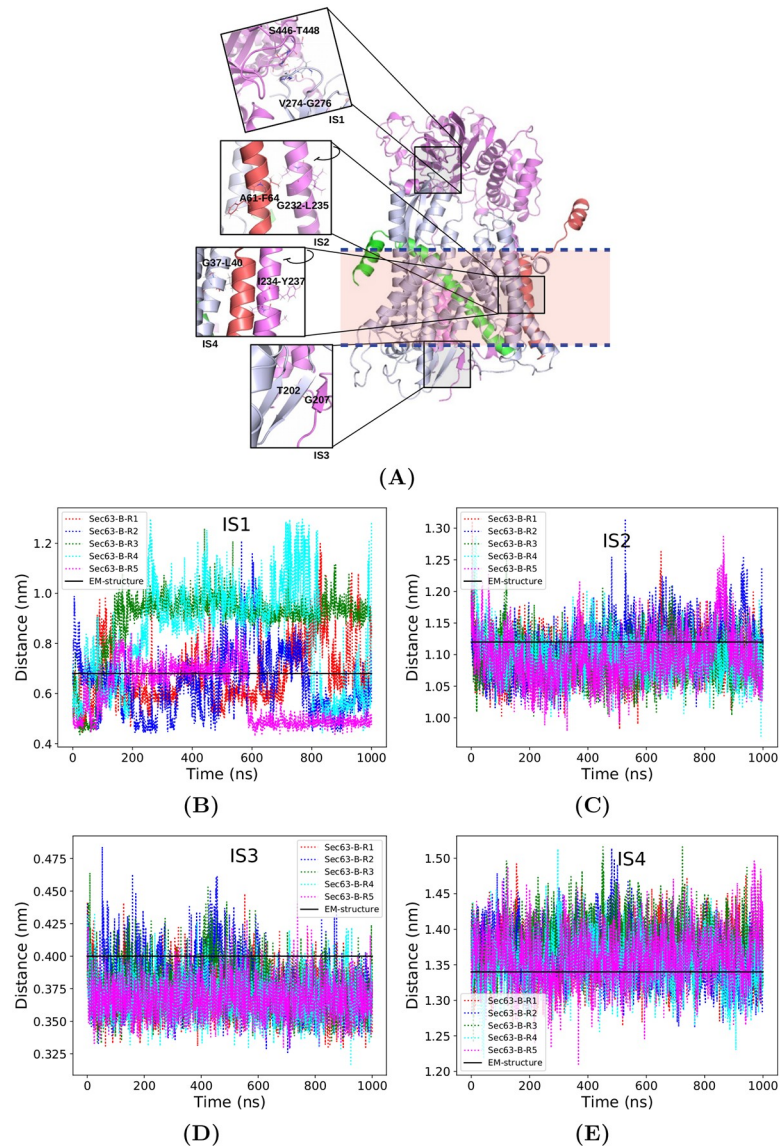 S446-T448
V274-G276
IS1
A61-F64
G232-L235
IS2
G37-L40
I234-Y237
IS4
T202
G207
IS3
(A)
IS1
Sec63-B-R1
Sec63-B-R2
Sec63-B-R3
Sec63-B-R4
Sec63-B-R5
EM-structure
Distance (nm)
1.2
1.0
0.8
0.6
0.4
0 200 400 600 800 1000
Time (ns)
(B)
IS2
Sec63-B-R1
Sec63-B-R2
Sec63-B-R3
Sec63-B-R4
Sec63-B-R5
EM-structure
Distance (nm)
1.30
1.25
1.20
1.15
1.10
1.05
1.00
0 200 400 600 800 1000
Time (ns)
(C)
IS3
Sec63-B-R1
Sec63-B-R2
Sec63-B-R3
Sec63-B-R4
Sec63-B-R5
EM-structure
Distance (nm)
0.475
0.450
0.425
0.400
0.375
0.350
0.325
0 200 400 600 800 1000
Time (ns)
(D)
IS4
Distance (nm)
1.50
1.45
1.40
1.35
1.30
1.25
1.20
Sec63-B-R1
Sec63-B-R2
Sec63-B-R3
Sec63-B-R4
Sec63-B-R5
EM-structure
0 200 400 600 800 1000
Time (ns)
(E)